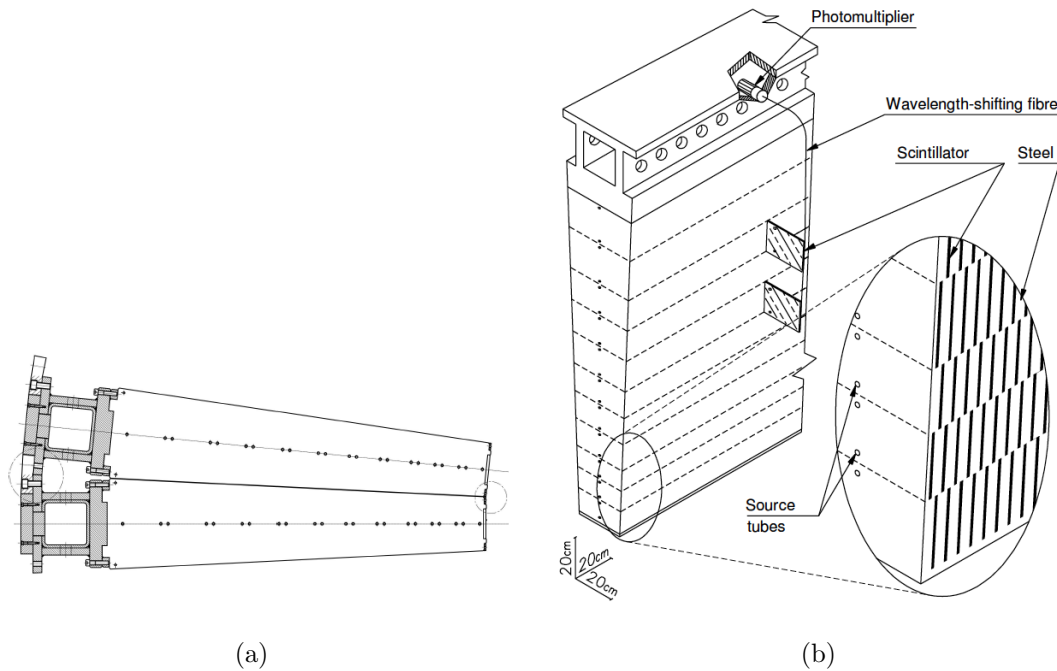 Photomultiplier
Wavelength-shifting fibre
Scintillator
Steel
Source
tubes
20cm
20cm
20cm
(a)
(b)